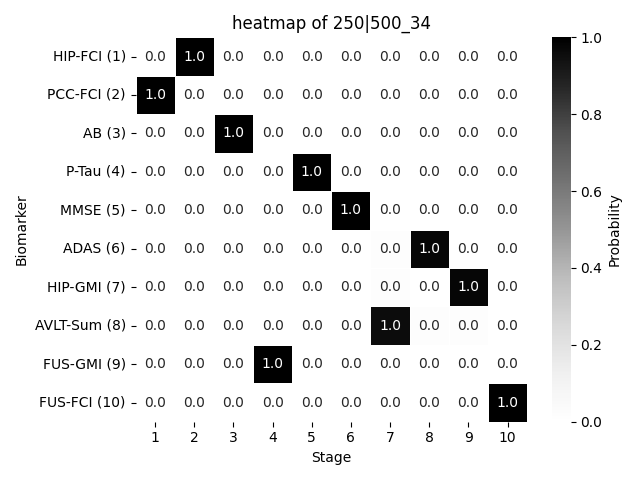 heatmap of 250|500_34
HIP-FCI (1) 0.0 1.0 0.0 0.0 0.0 0.0 0.0 0.0 0.0 0.0
PCC-FCI (2) 1.0 0.0 0.0 0.0 0.0 0.0 0.0 0.0 0.0 0.0
AB (3) 0.0 0.0 1.0 0.0 0.0 0.0 0.0 0.0 0.0 0.0
P-Tau (4) 0.0 0.0 0.0 0.0 1.0 0.0 0.0 0.0 0.0 0.0
MMSE (5) 0.0 0.0 0.0 0.0 0.0 1.0 0.0 0.0 0.0 0.0
ADAS (6) 0.0 0.0 0.0 0.0 0.0 0.0 0.0 1.0 0.0 0.0
HIP-GMI (7) 0.0 0.0 0.0 0.0 0.0 0.0 0.0 0.0 1.0 0.0
AVLT-Sum (8) 0.0 0.0 0.0 0.0 0.0 0.0 1.0 0.0 0.0 0.0
FUS-GMI (9) 0.0 0.0 0.0 1.0 0.0 0.0 0.0 0.0 0.0 0.0
FUS-FCI (10) 0.0 0.0 0.0 0.0 0.0 0.0 0.0 0.0 0.0 1.0
1 2 3 4 5 6 7 8 9 10
Stage
Biomarker
1.0
0.8
0.6
0.4
0.2
0.0
Probability